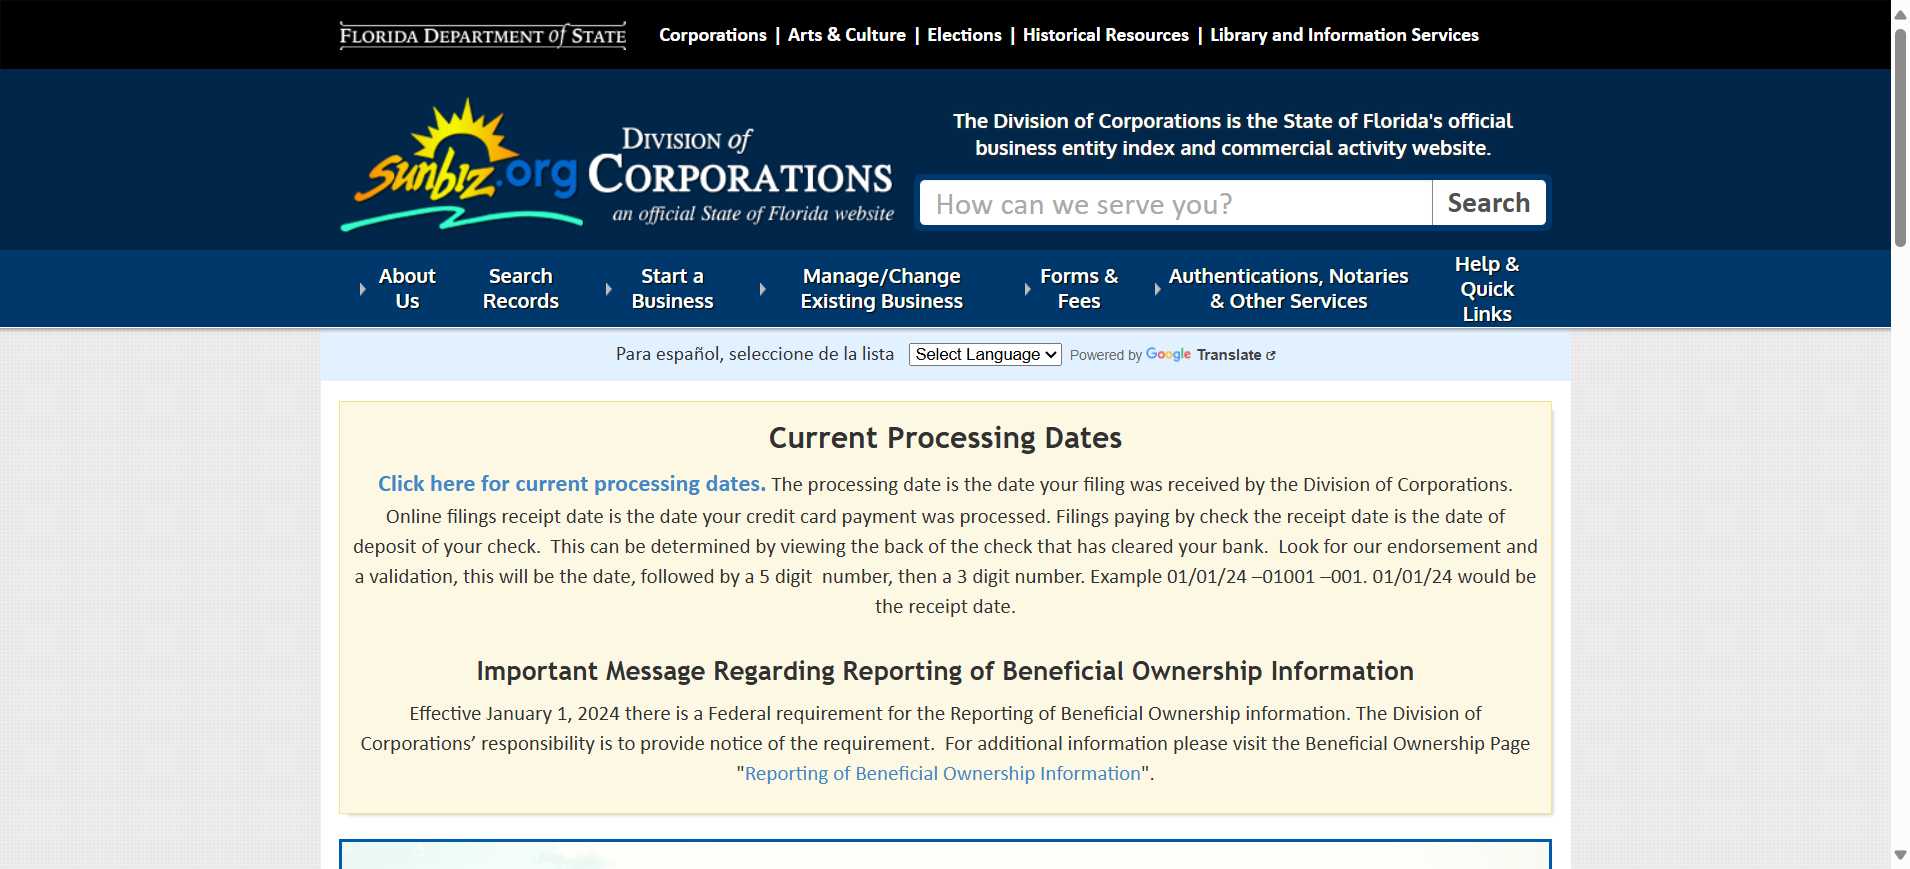 FLORIDA DEPARTMENT of STATE
Corporations | Arts & Culture | Elections | Historical Resources | Library and Information Services
Sunbiz.org
DIVISION of
CORPORATIONS
an official State of Florida website
The Division of Corporations is the State of Florida's official
business entity index and commercial activity website.
How can we serve you?
Search
About
Us
Search
Records
Start a
Business
Manage/Change
Existing Business
Forms &
Fees
Authentications, Notaries
& Other Services
Help &
Quick
Links
Para español, seleccione de la lista Select Language Powered by Google Translate
Current Processing Dates
Click here for current processing dates. The processing date is the date your filing was received by the Division of Corporations.
Online filings receipt date is the date your credit card payment was processed. Filings paying by check the receipt date is the date of
deposit of your check.  This can be determined by viewing the back of the check that has cleared your bank.  Look for our endorsement and
a validation, this will be the date, followed by a 5 digit  number, then a 3 digit number. Example 01/01/24 –01001 –001. 01/01/24 would be
the receipt date.
Important Message Regarding Reporting of Beneficial Ownership Information
Effective January 1, 2024 there is a Federal requirement for the Reporting of Beneficial Ownership information. The Division of
Corporations’ responsibility is to provide notice of the requirement.  For additional information please visit the Beneficial Ownership Page
"Reporting of Beneficial Ownership Information".